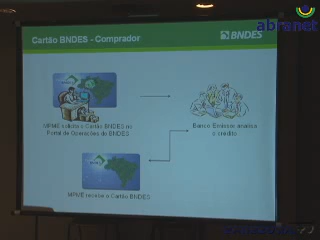 abranet
Cartão BNDES - Comprador
BNDES
MPME solicita o Cartão BNDES no
Portal de Operações do BNDES
Banco Emissor analisa
o crédito
MPME recebe o Cartão BNDES